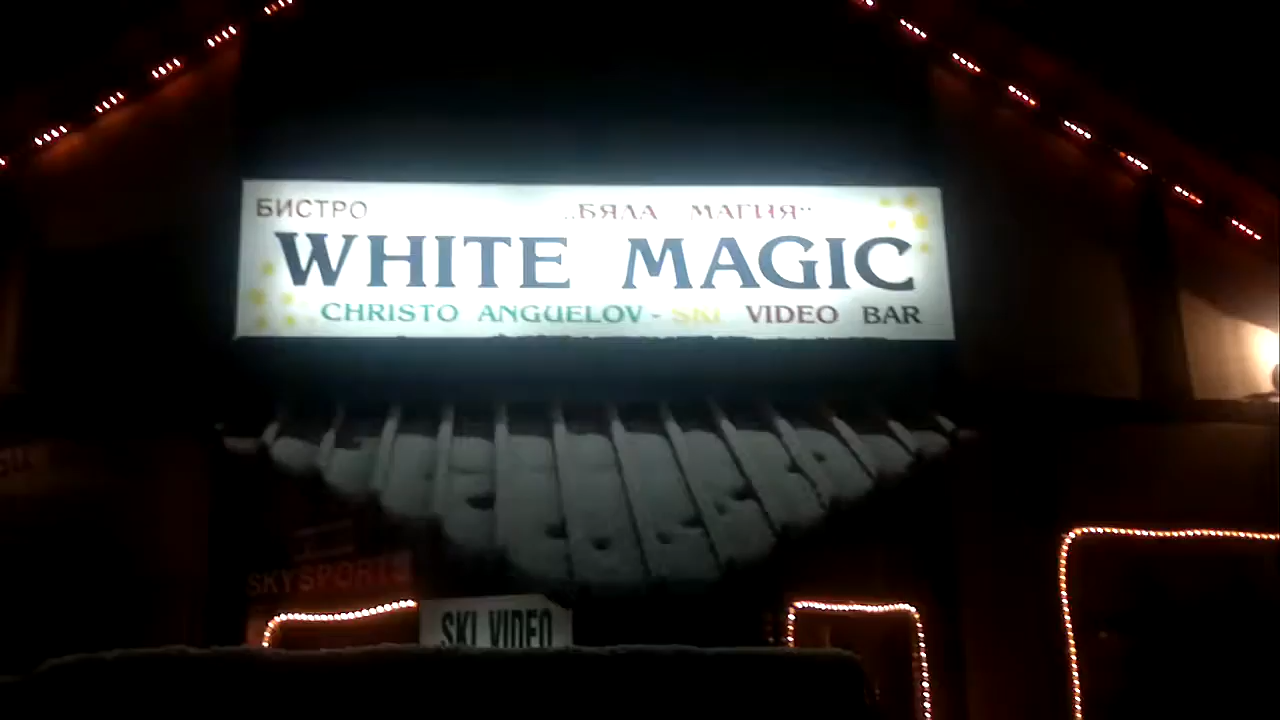 БИСТРО „БЯЛА МАГИЯ“
WHITE MAGIC
CHRISTO ANGUELOV - SKI VIDEO BAR
SKY SPORTS
SKI VIDEO